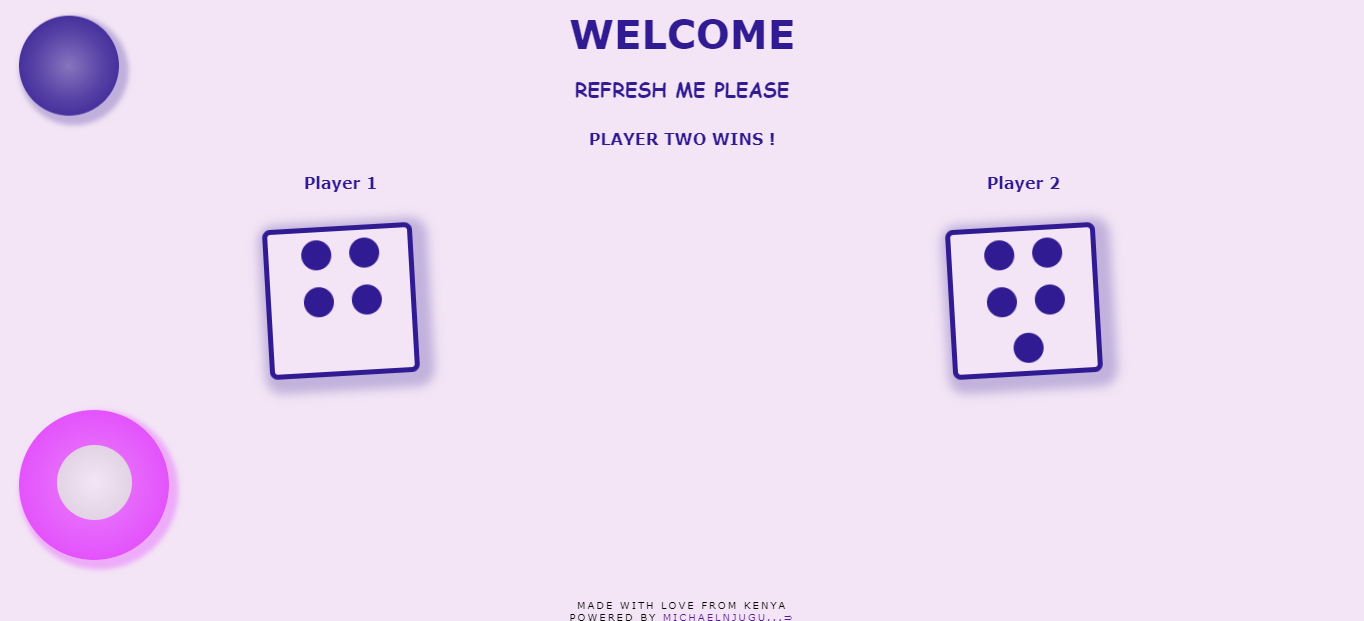 WELCOME
REFRESH ME PLEASE
PLAYER TWO WINS !
Player 1
Player 2
MADE WITH LOVE FROM KENYA
POWERED BY MICHAELNJUGU...⇨